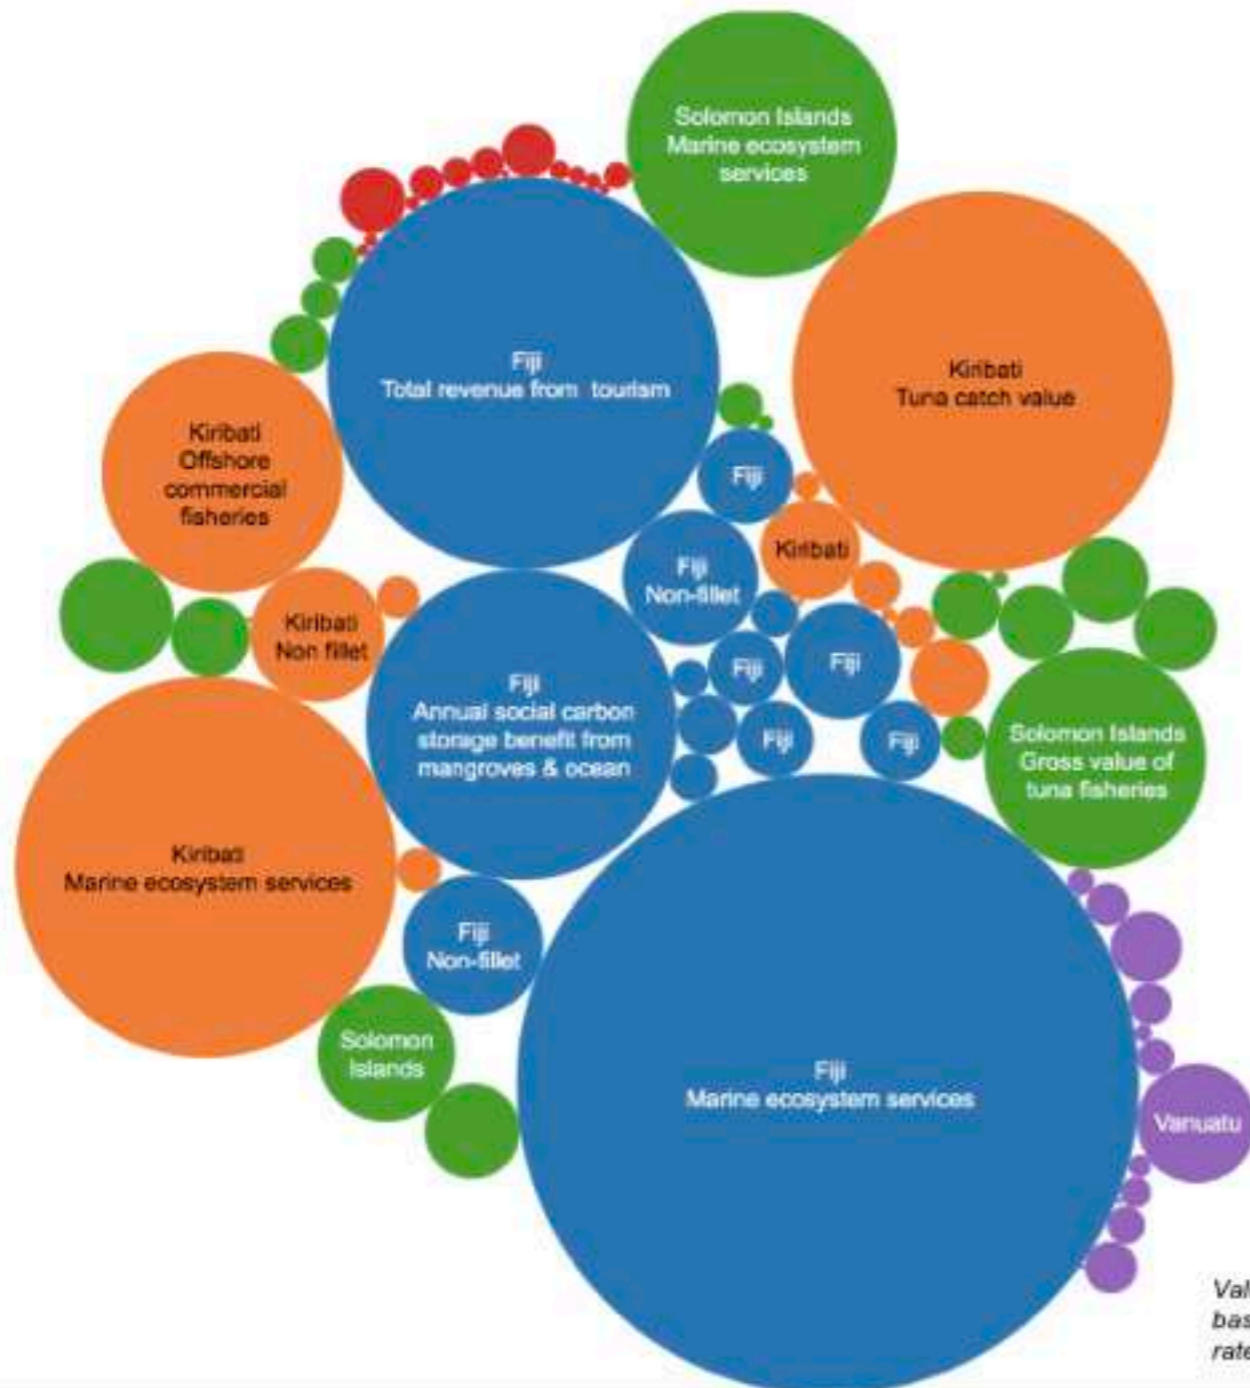 Solomon Islands
Marine ecosystem
services
Fiji
Total revenue from tourism
Kiribati
Tuna catch value
Kiribati
Offshore
commercial
fisheries
Fiji
Kiribati
Fiji
Non-fillet
Kiribati
Non fillet
Fiji
Fiji
Fiji
Annual social carbon
storage benefit from
mangroves & ocean
Fiji
Fiji
Solomon Islands
Gross value of
tuna fisheries
Kiribati
Marine ecosystem services
Fiji
Non-fillet
Solomon
Islands
Fiji
Marine ecosystem services
Vanuatu
Val
bas
rate